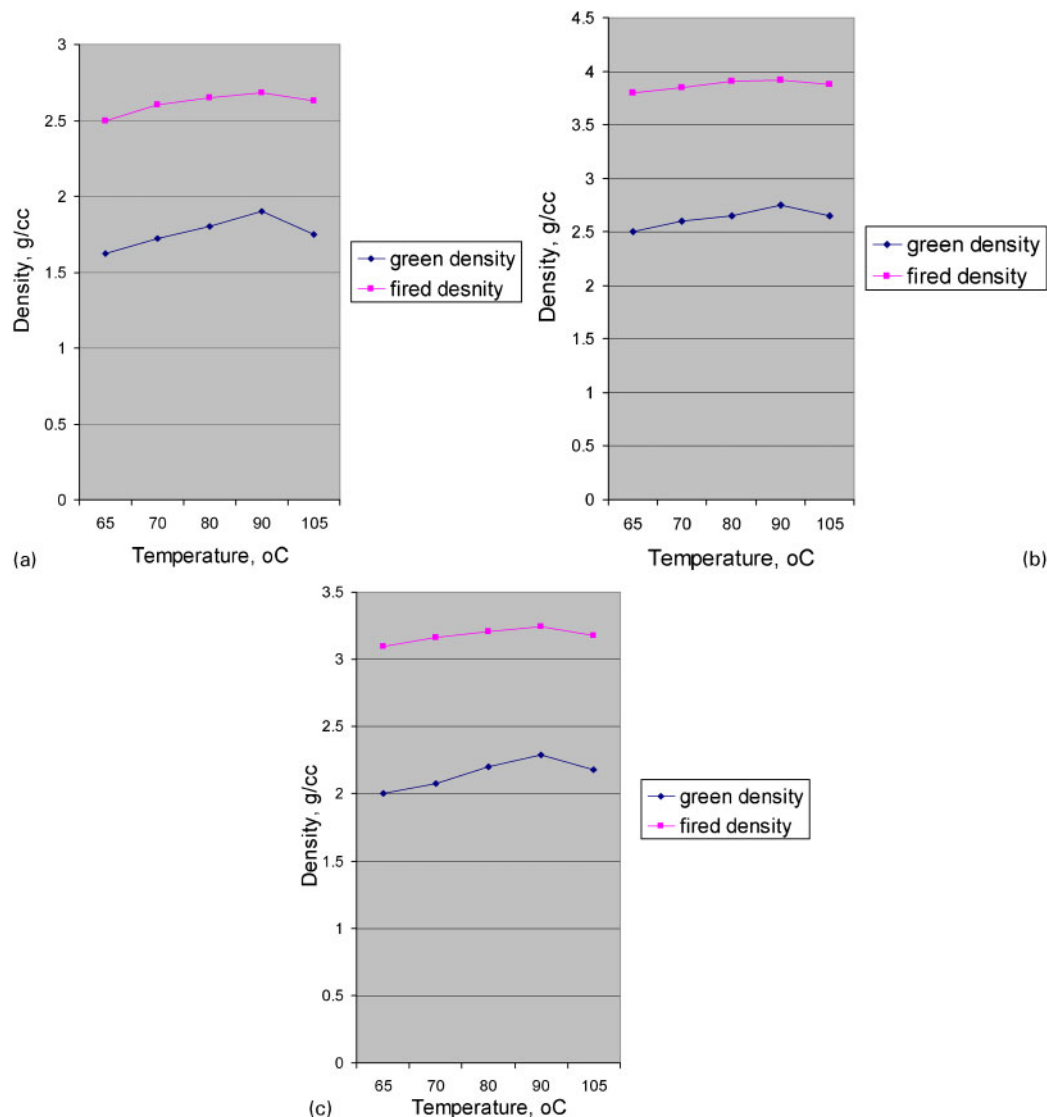 3
2.5
2
1.5
1
0.5
0
Density, g/cc
65 70 80 90 105
Temperature, oC
green density
fired desnity
(a)
4.5
4
3.5
3
2.5
2
1.5
1
0.5
0
Density, g/cc
65 70 80 90 105
Temperature, oC
green density
fired density
(b)
3.5
3
2.5
2
1.5
1
0.5
0
Density, g/cc
65 70 80 90 105
Temperature, oC
green density
fired density
(c)